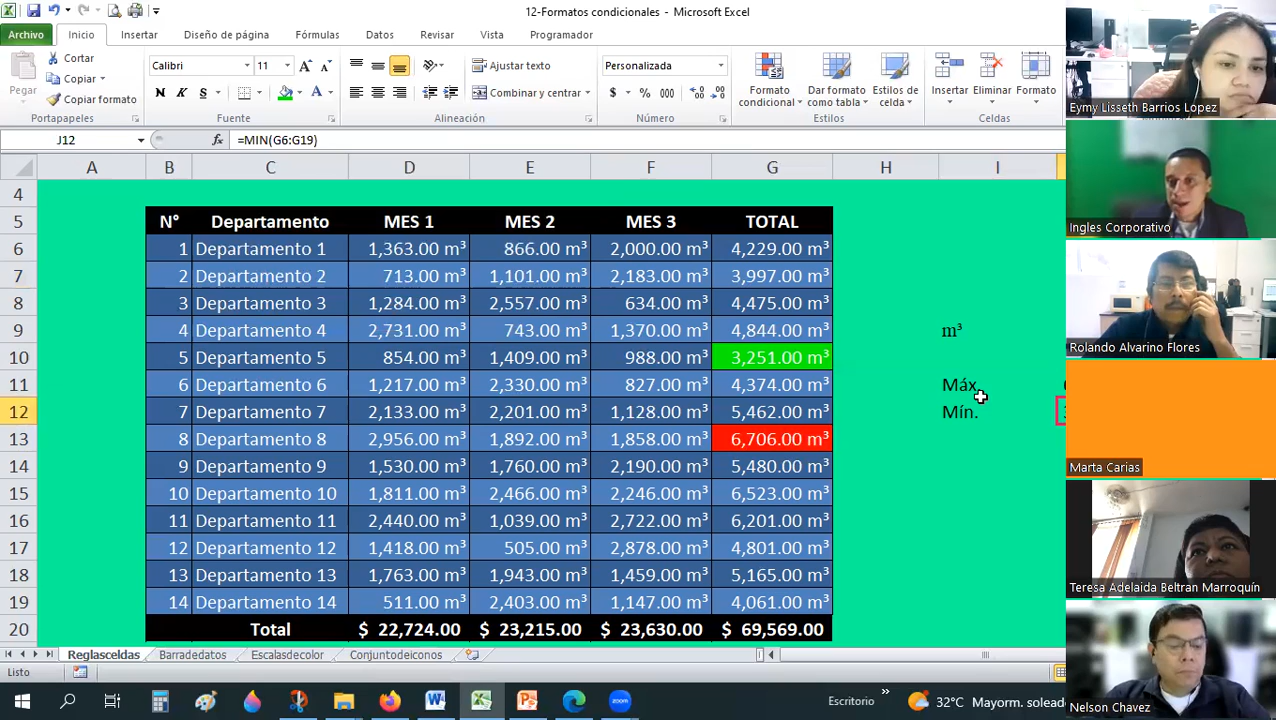 12-Formatos condicionales - Microsoft Excel
Archivo Inicio Insertar Diseño de página Fórmulas Datos Revisar Vista Programador
Pegar
Cortar
Copiar
Copiar formato
Portapapeles
Calibri 11
N K S
A
Fuente
Ajustar texto
Combinar y centrar
Alineación
Personalizada
$ % 000
Número
Formato condicional
Dar formato como tabla
Estilos de celda
Estilos
Insertar Eliminar Formato
Celdas
J12 fx =MIN(G6:G19)
A B C D E F G H I
4
5 N° Departamento MES 1 MES 2 MES 3 TOTAL
6 1 Departamento 1 1,363.00 m³ 866.00 m³ 2,000.00 m³ 4,229.00 m³
7 2 Departamento 2 713.00 m³ 1,101.00 m³ 2,183.00 m³ 3,997.00 m³
8 3 Departamento 3 1,284.00 m³ 2,557.00 m³ 634.00 m³ 4,475.00 m³
9 4 Departamento 4 2,731.00 m³ 743.00 m³ 1,370.00 m³ 4,844.00 m³ m³
10 5 Departamento 5 854.00 m³ 1,409.00 m³ 988.00 m³ 3,251.00 m³
11 6 Departamento 6 1,217.00 m³ 2,330.00 m³ 827.00 m³ 4,374.00 m³ Máx.
12 7 Departamento 7 2,133.00 m³ 2,201.00 m³ 1,128.00 m³ 5,462.00 m³ Mín.
13 8 Departamento 8 2,956.00 m³ 1,892.00 m³ 1,858.00 m³ 6,706.00 m³
14 9 Departamento 9 1,530.00 m³ 1,760.00 m³ 2,190.00 m³ 5,480.00 m³
15 10 Departamento 10 1,811.00 m³ 2,466.00 m³ 2,246.00 m³ 6,523.00 m³
16 11 Departamento 11 2,440.00 m³ 1,039.00 m³ 2,722.00 m³ 6,201.00 m³
17 12 Departamento 12 1,418.00 m³ 505.00 m³ 2,878.00 m³ 4,801.00 m³
18 13 Departamento 13 1,763.00 m³ 1,943.00 m³ 1,459.00 m³ 5,165.00 m³
19 14 Departamento 14 511.00 m³ 2,403.00 m³ 1,147.00 m³ 4,061.00 m³
20 Total $ 22,724.00 $ 23,215.00 $ 23,630.00 $ 69,569.00
Reglasceldas Barradedatos Escalasdecolor Conjuntodeiconos
Listo
Escritorio 32°C Mayorm. solead
Eymy Lisseth Barrios Lopez
Ingles Corporativo
Rolando Alvarino Flores
Marta Carias
Teresa Adelaida Beltran Marroquín
Nelson Chavez